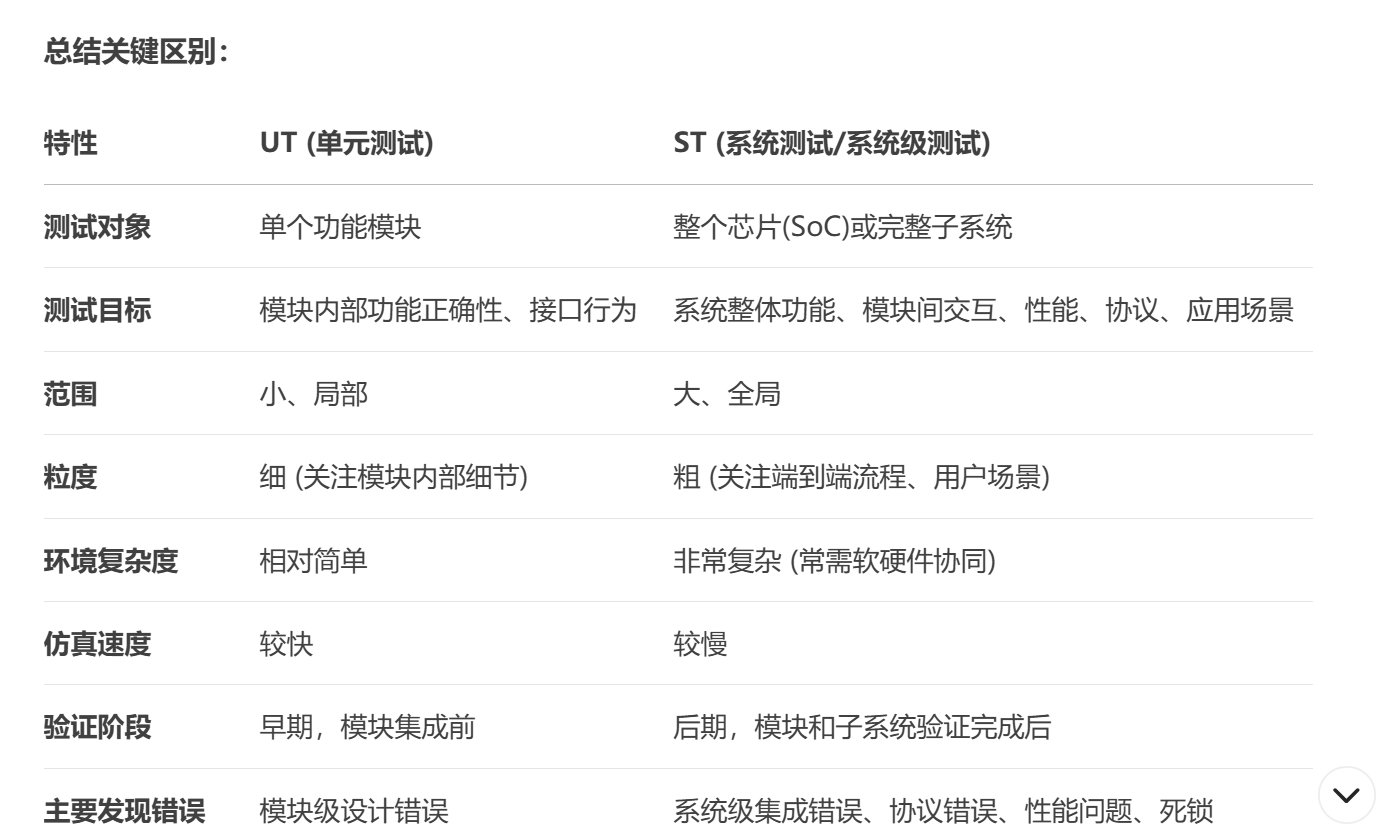 总结关键区别：
特性 UT (单元测试) ST (系统测试/系统级测试)
测试对象 单个功能模块 整个芯片(SoC)或完整子系统
测试目标 模块内部功能正确性、接口行为 系统整体功能、模块间交互、性能、协议、应用场景
范围 小、局部 大、全局
粒度 细 (关注模块内部细节) 粗 (关注端到端流程、用户场景)
环境复杂度 相对简单 非常复杂 (常需软硬件协同)
仿真速度 较快 较慢
验证阶段 早期，模块集成前 后期，模块和子系统验证完成后
主要发现错误 模块级设计错误 系统级集成错误、协议错误、性能问题、死锁